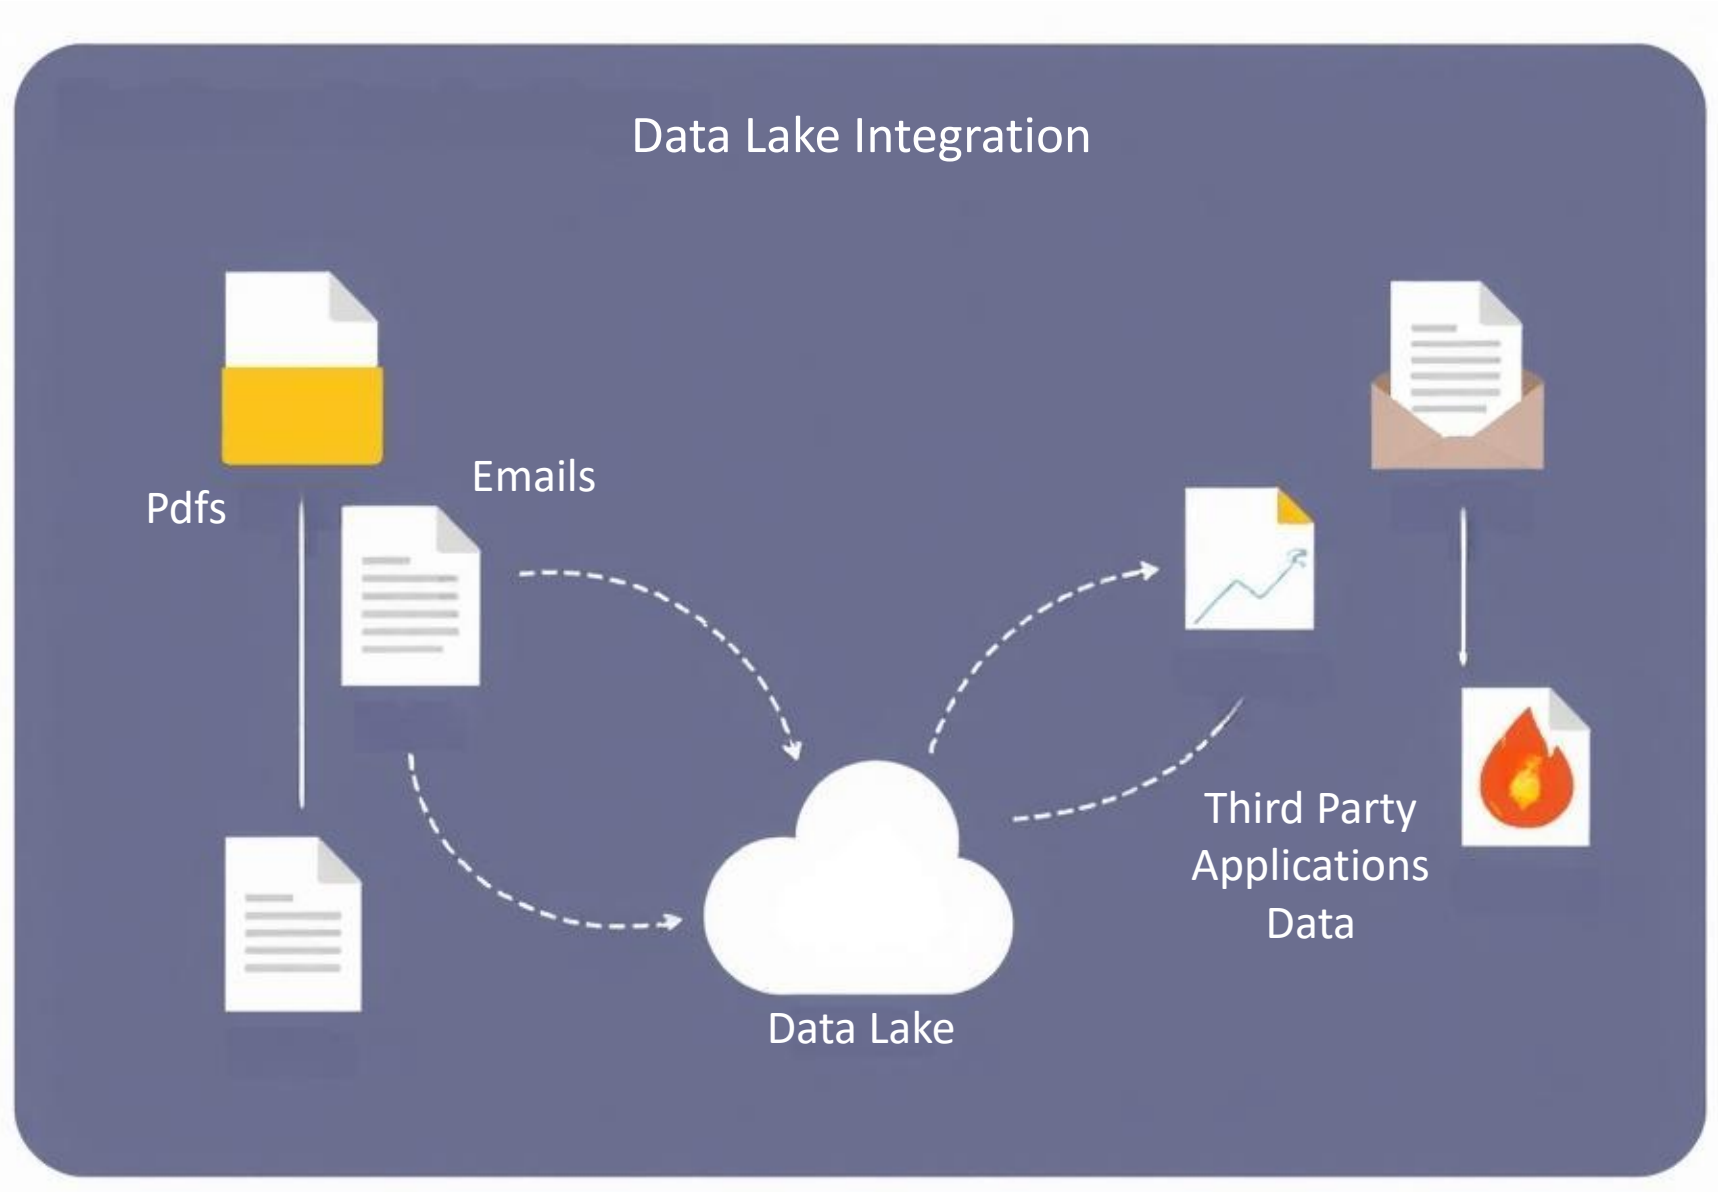 Data Lake Integration
Emails
Pdfs
Third Party
Applications
Data
Data Lake